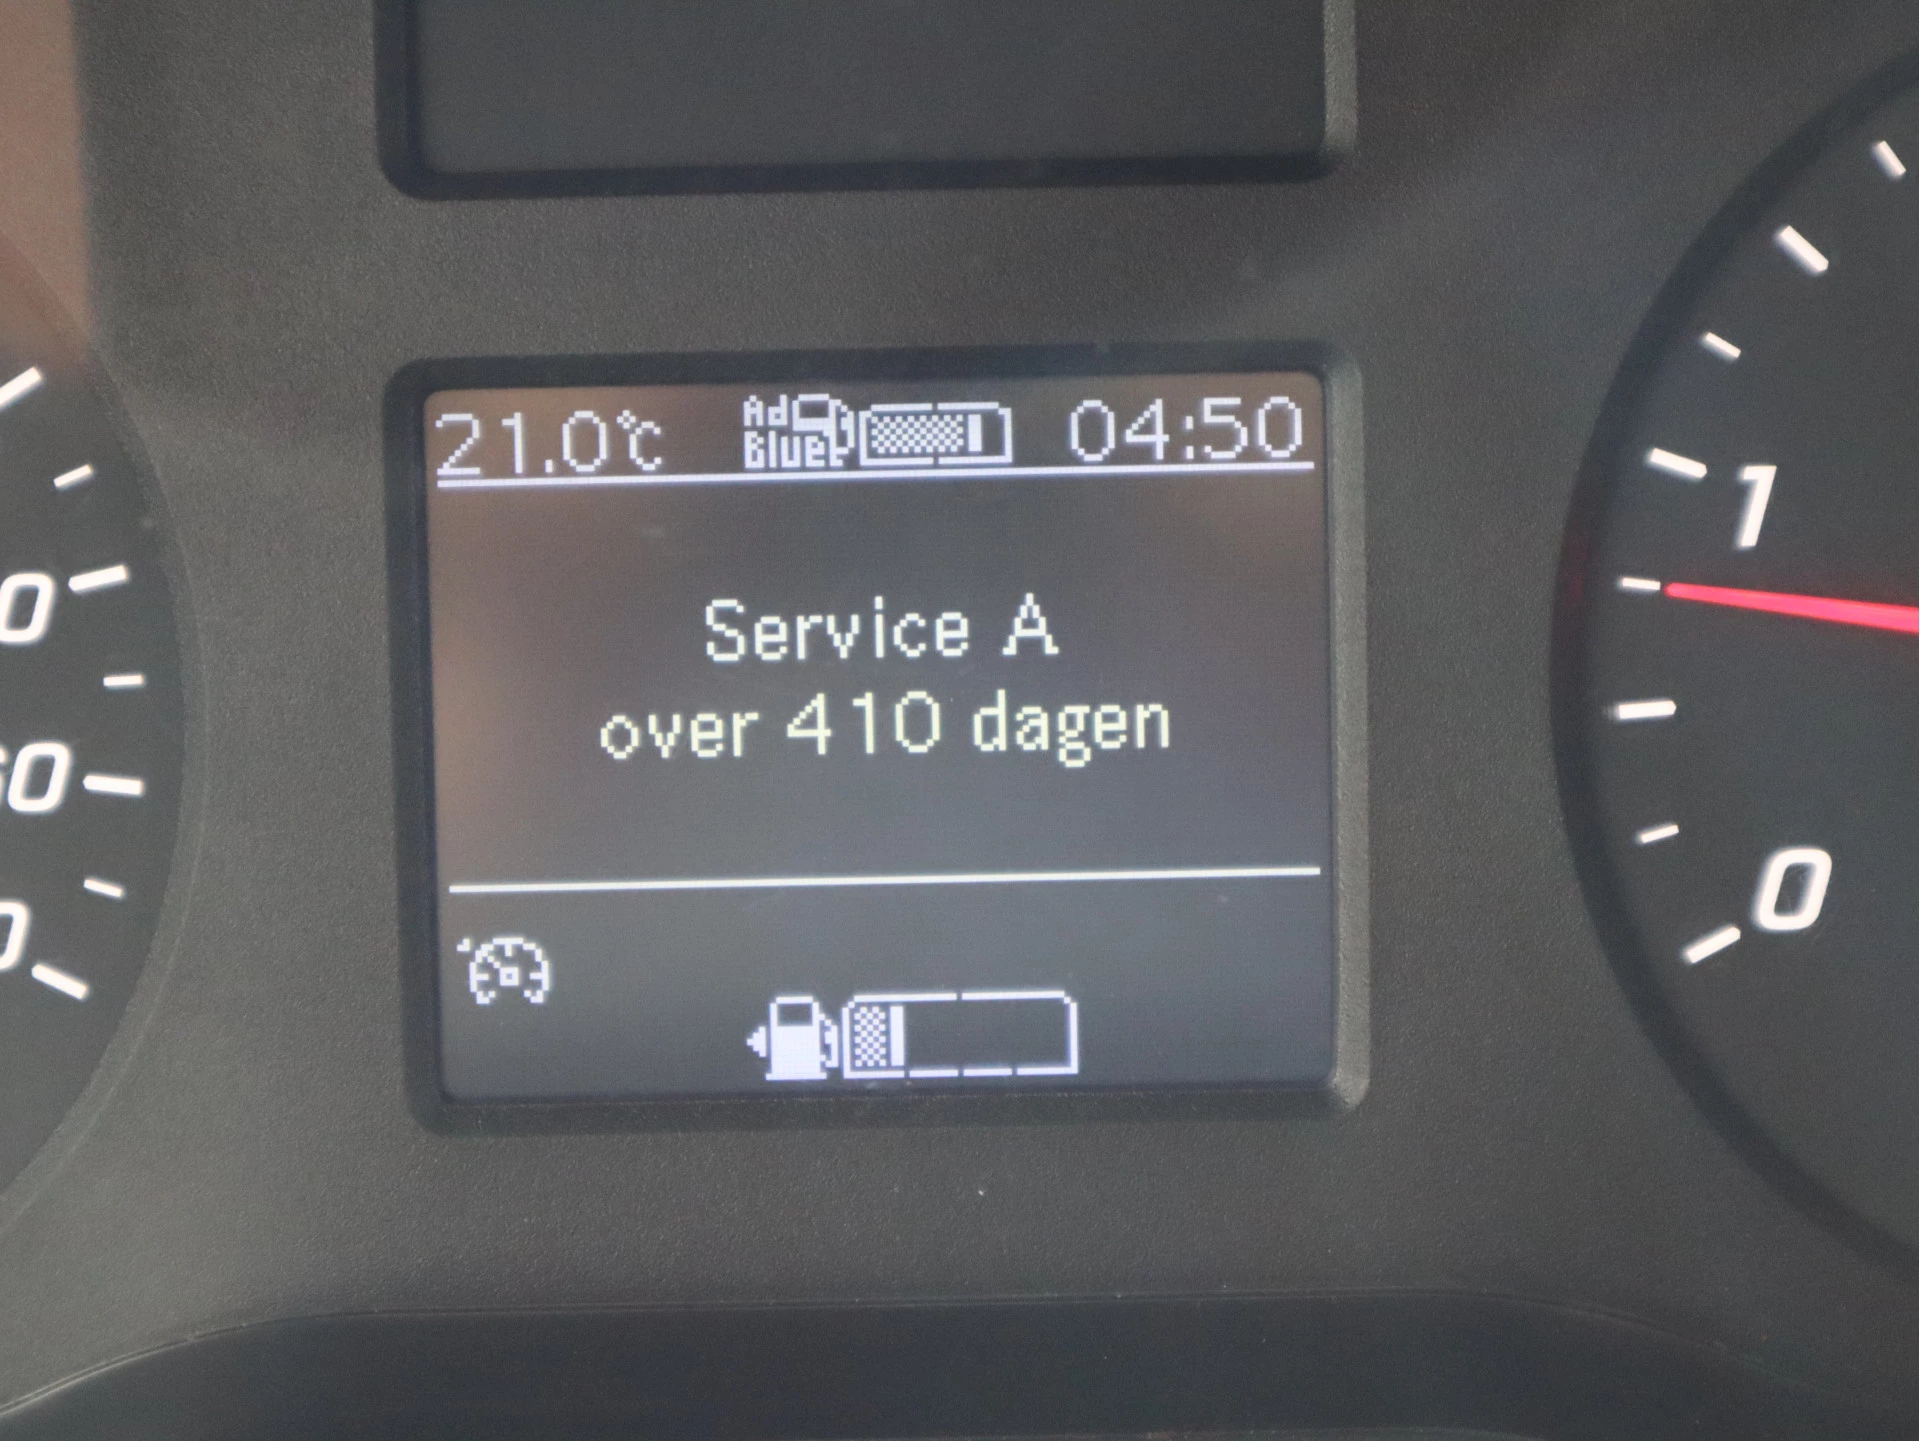 21.0°C Ad Blue 04:50
Service A
over 410 dagen
1
0